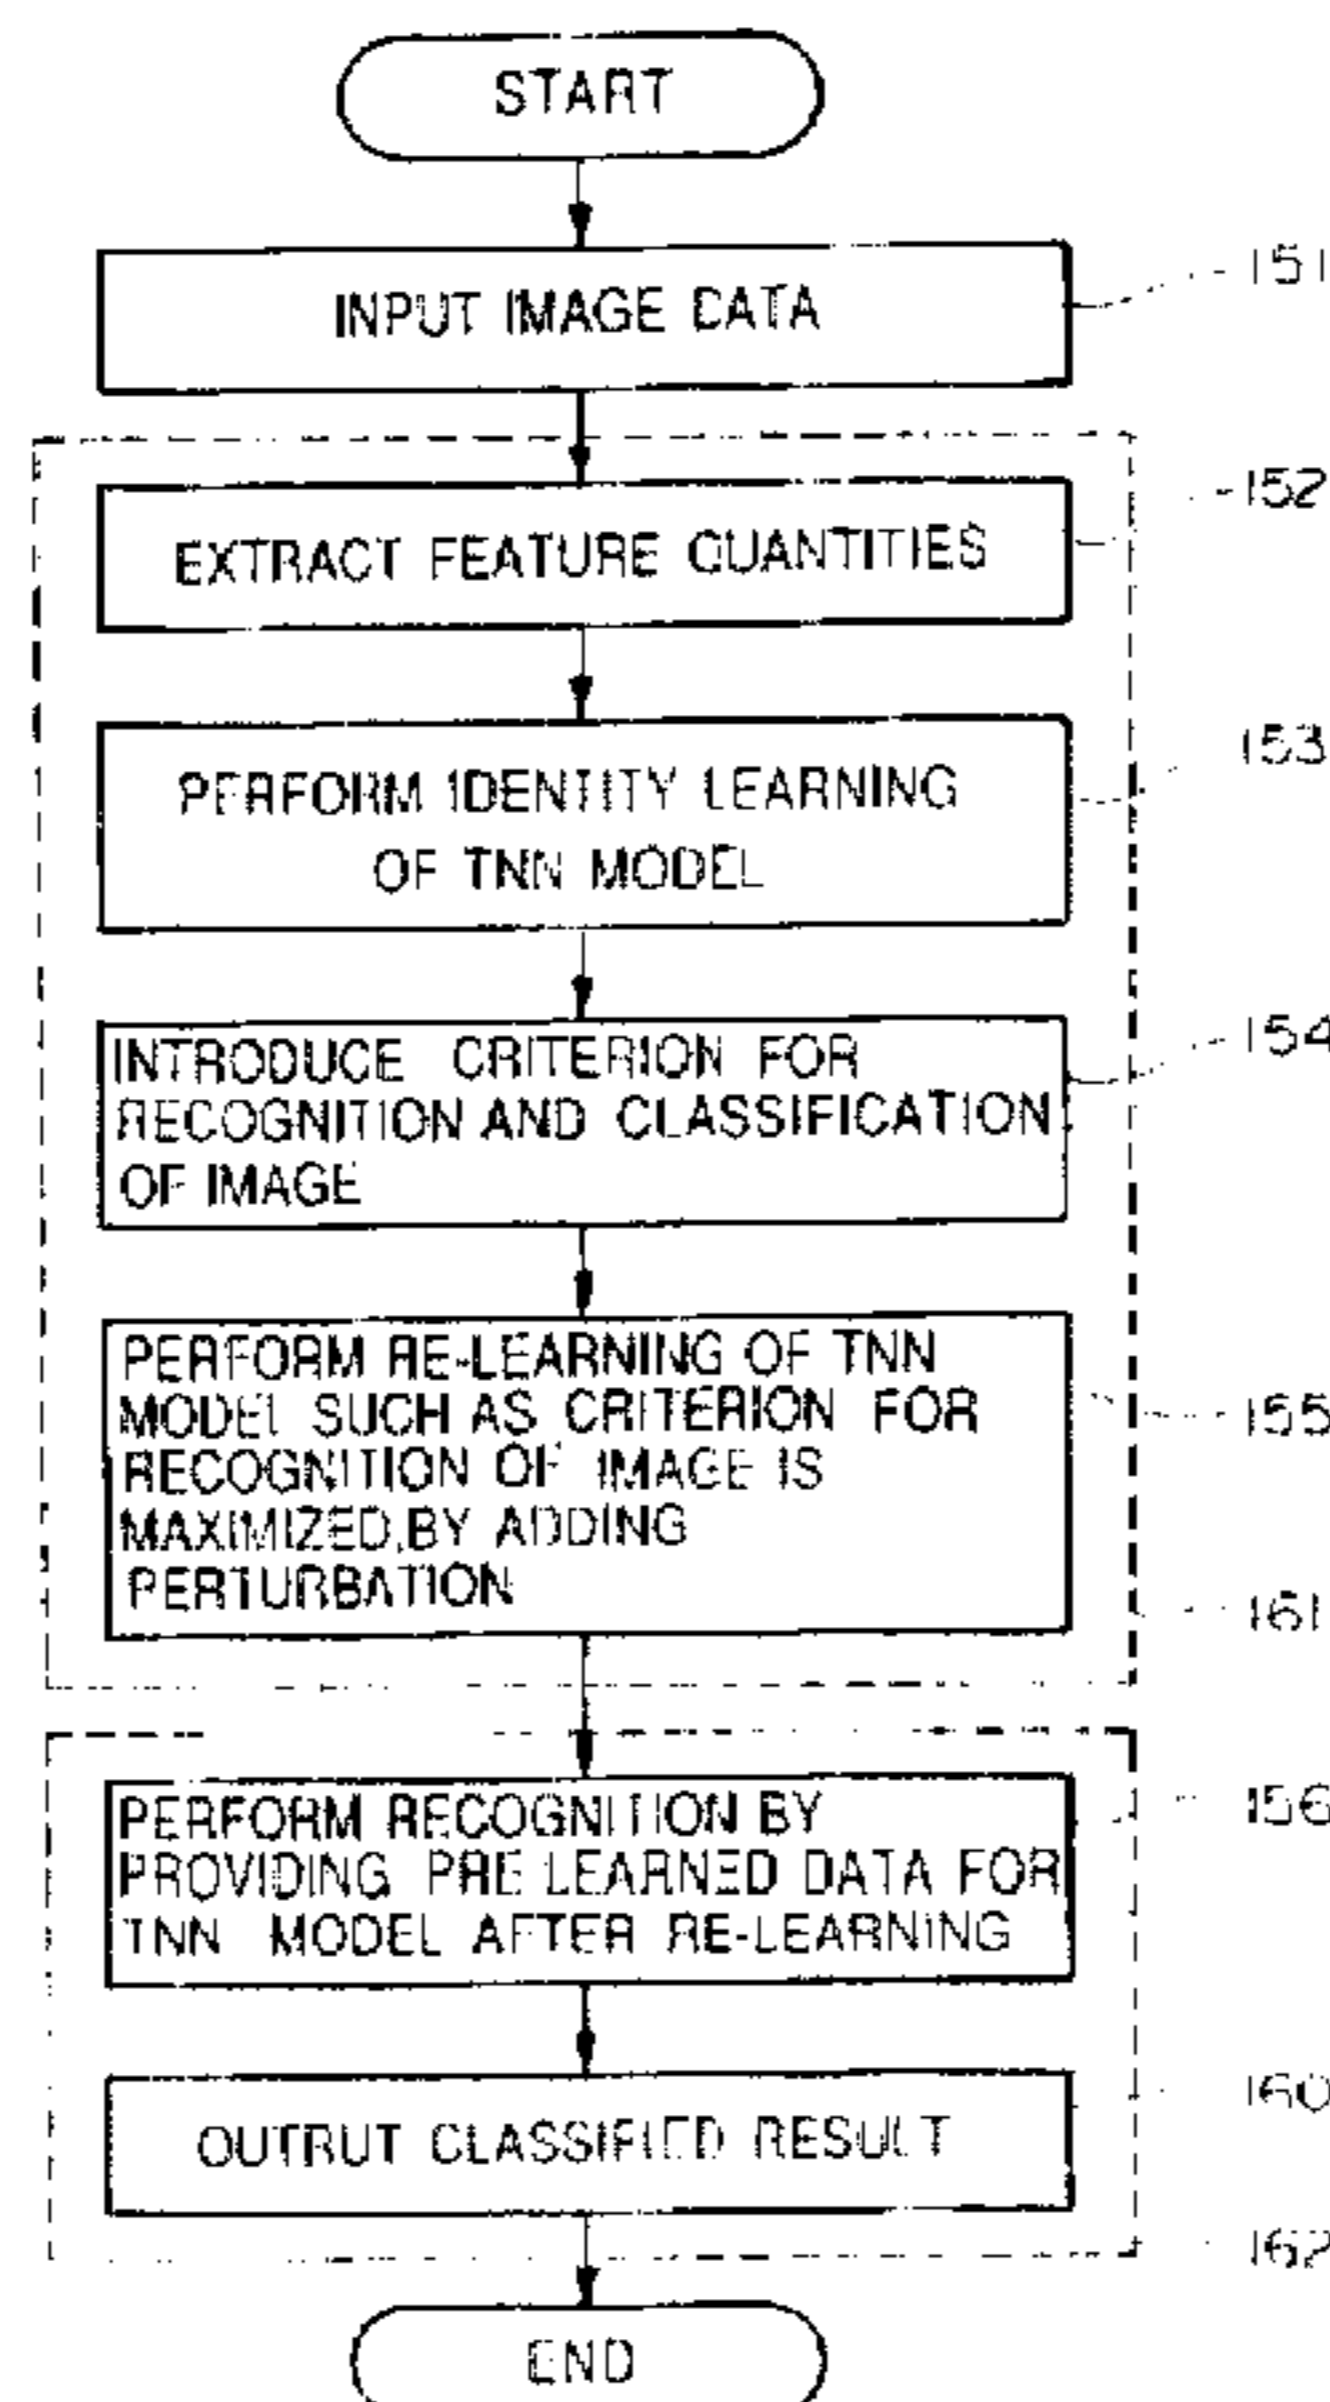 START
INPUT IMAGE DATA
151
EXTRACT FEATURE QUANTITIES
152
PERFORM IDENTITY LEARNING
OF TNN MODEL
153
INTRODUCE CRITERION FOR
RECOGNITION AND CLASSIFICATION
OF IMAGE
154
PERFORM RE-LEARNING OF TNN
MODEL SUCH AS CRITERION FOR
RECOGNITION OF IMAGE IS
MAXIMIZED,BY ADDING
PERTURBATION
155
161
PERFORM RECOGNITION BY
PROVIDING PRE LEARNED DATA FOR
TNN MODEL AFTER RE-LEARNING
156
OUTPUT CLASSIFIED RESULT
160
162
END